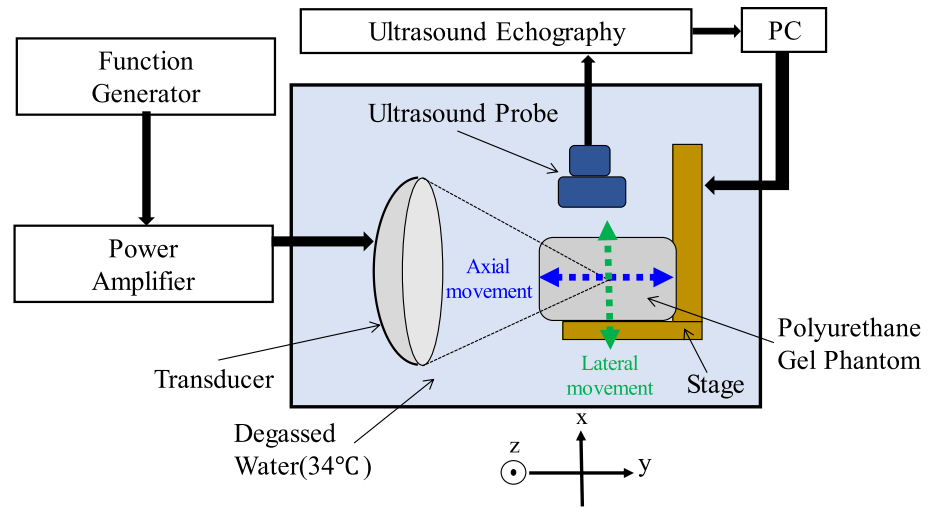 Ultrasound Echography
PC
Function
Generator
Ultrasound Probe
Power
Amplifier
Axial
movement
Polyurethane
Gel Phantom
Lateral
movement
Stage
Transducer
Degassed
Water(34℃)
x
z
y